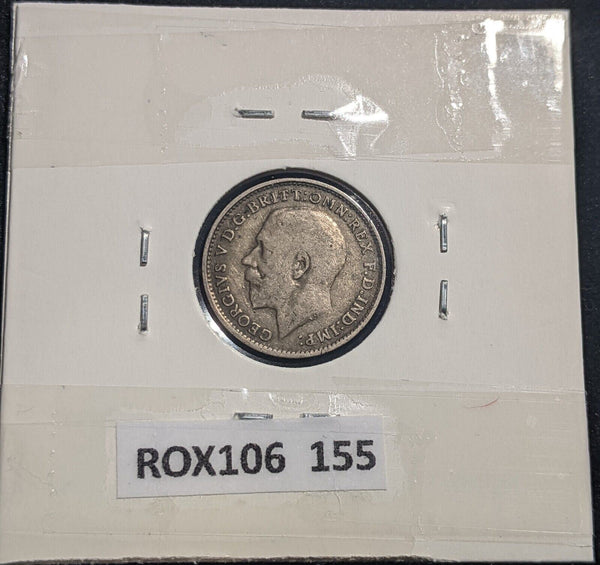 GEORGIVS V D.G.BRITT:OMN:REX F.D.IND:IMP:
ROX106 155